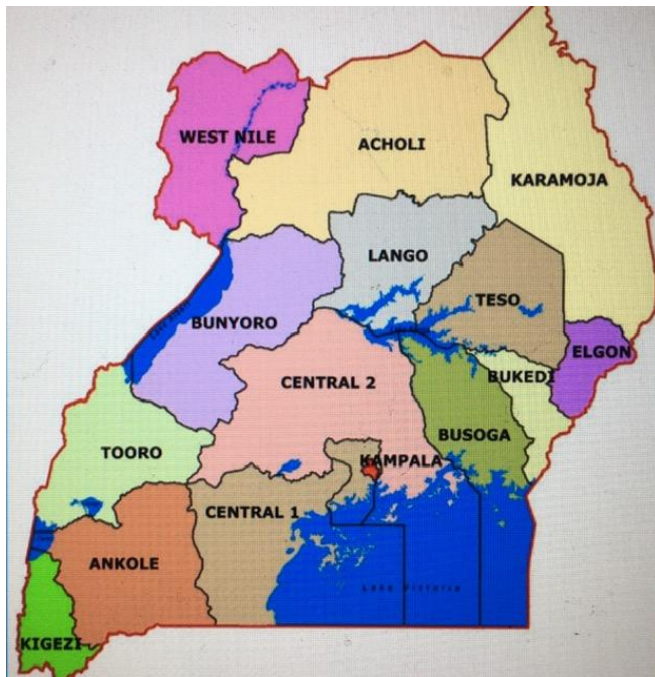 WEST NILE
ACHOLI
KARAMOJA
LANGO
TESO
BUNYORO
ELGON
BUKEDI
CENTRAL 2
BUSOGA
TOORO
KAMPALA
CENTRAL 1
ANKOLE
Lake Victoria
KIGEZI